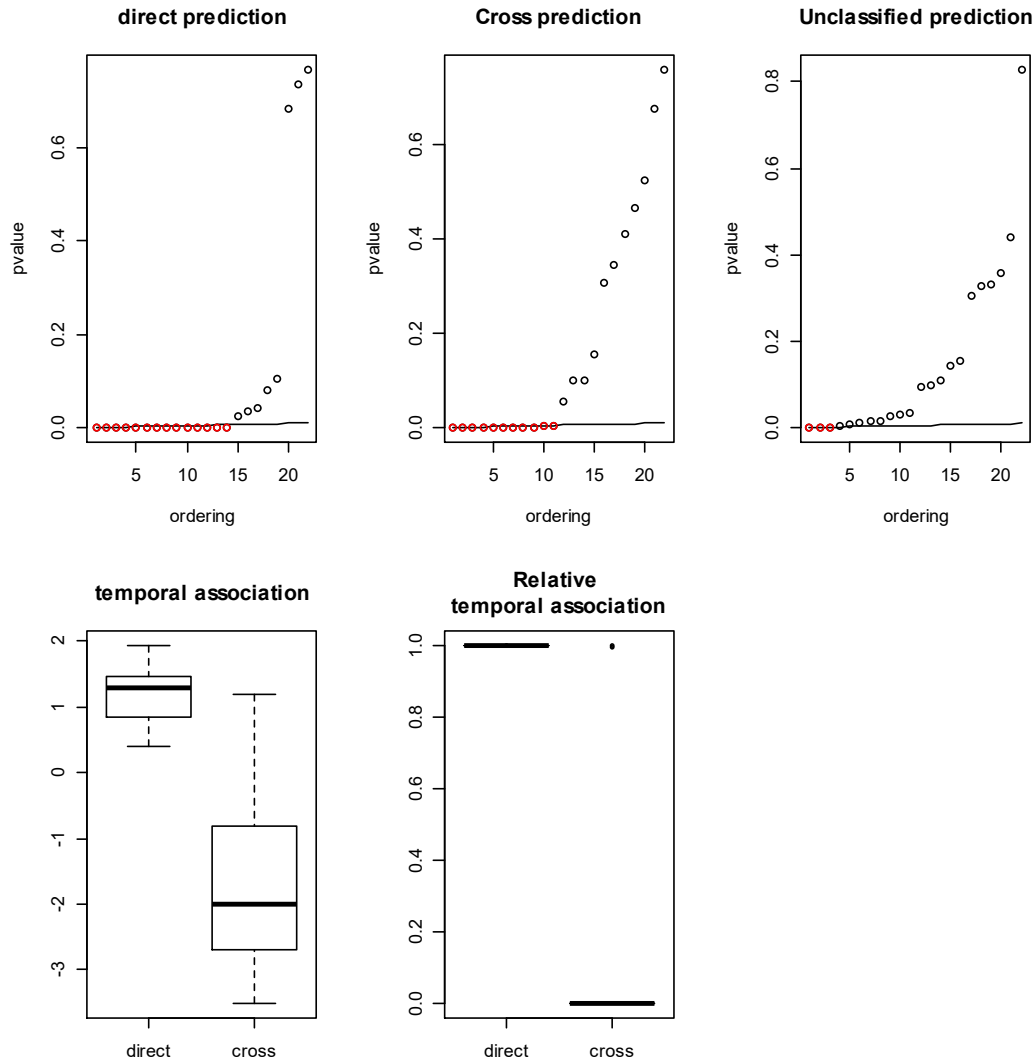 direct prediction
pvalue
0.0 0.2 0.4 0.6
5 10 15 20
ordering
Cross prediction
pvalue
0.0 0.2 0.4 0.6
5 10 15 20
ordering
Unclassified prediction
pvalue
0.0 0.2 0.4 0.6 0.8
5 10 15 20
ordering
temporal association
-3 -2 -1 0 1 2
direct cross
Relative
temporal association
0.0 0.2 0.4 0.6 0.8 1.0
direct cross